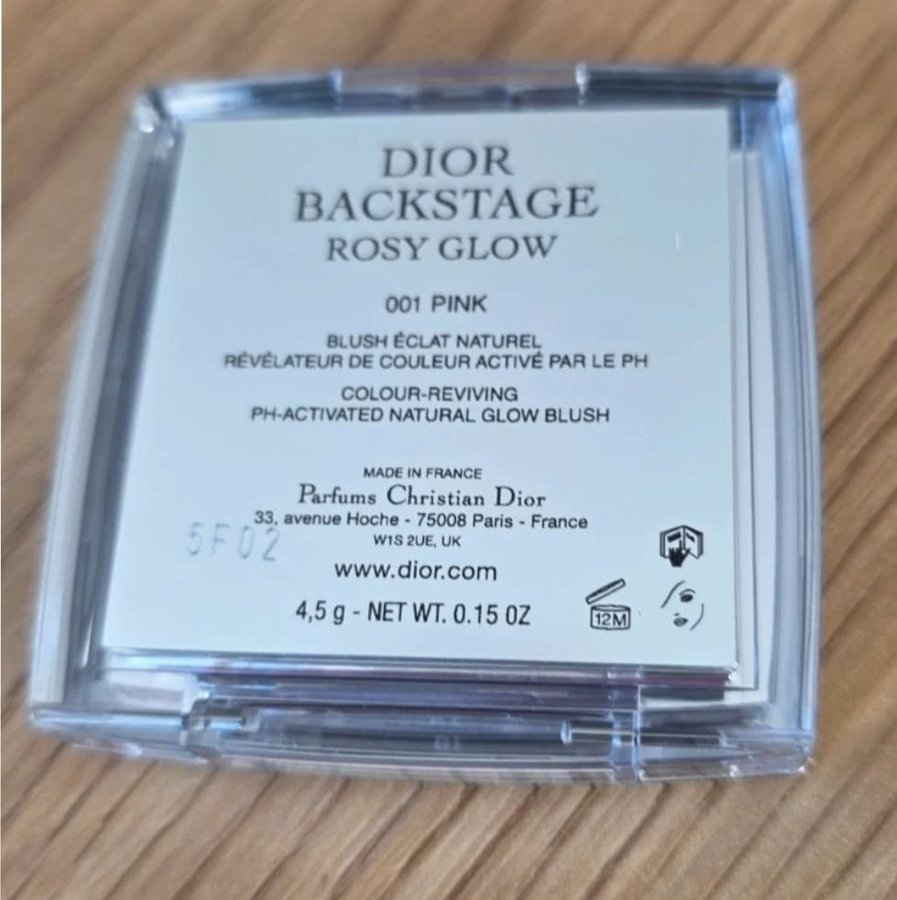 DIOR
BACKSTAGE
ROSY GLOW
001 PINK
BLUSH ÉCLAT NATUREL
RÉVÉLATEUR DE COULEUR ACTIVÉ PAR LE PH
COLOUR-REVIVING
PH-ACTIVATED NATURAL GLOW BLUSH
MADE IN FRANCE
Parfums Christian Dior
33, avenue Hoche - 75008 Paris - France
5F02
W1S 2UE, UK
www.dior.com
4,5 g - NET WT. 0.15 OZ
12M